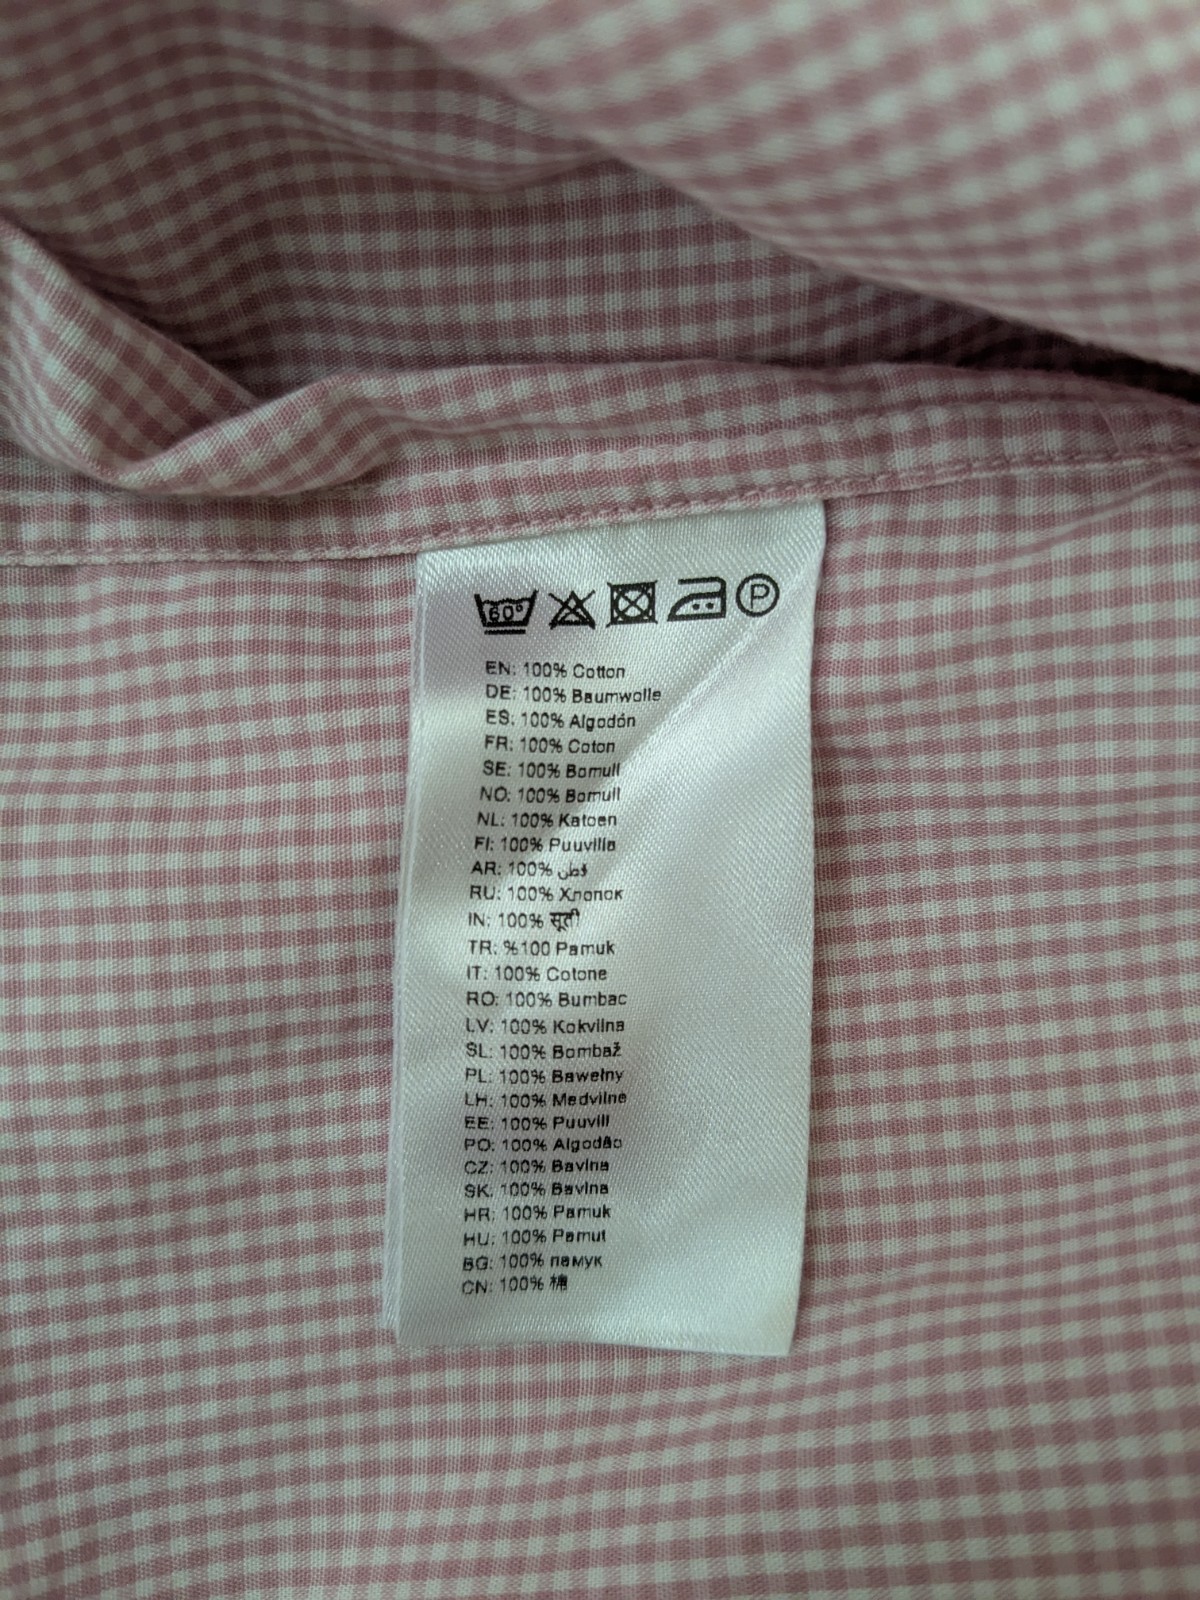 60°
P
EN: 100% Cotton
DE: 100% Baumwolle
ES: 100% Algodón
FR: 100% Coton
SE: 100% Bomull
NO: 100% Bomull
NL: 100% Katoen
FI: 100% Puuvilla
AR: 100% قطن
RU: 100% Хлопок
IN: 100% सूती
TR: %100 Pamuk
IT: 100% Cotone
RO: 100% Bumbac
LV: 100% Kokvilna
SL: 100% Bombaž
PL: 100% Bawełny
LH: 100% Medvilne
EE: 100% Puuvill
PO: 100% Algodão
CZ: 100% Bavlna
SK: 100% Bavlna
HR: 100% Pamuk
HU: 100% Pamut
BG: 100% памук
CN: 100% 棉